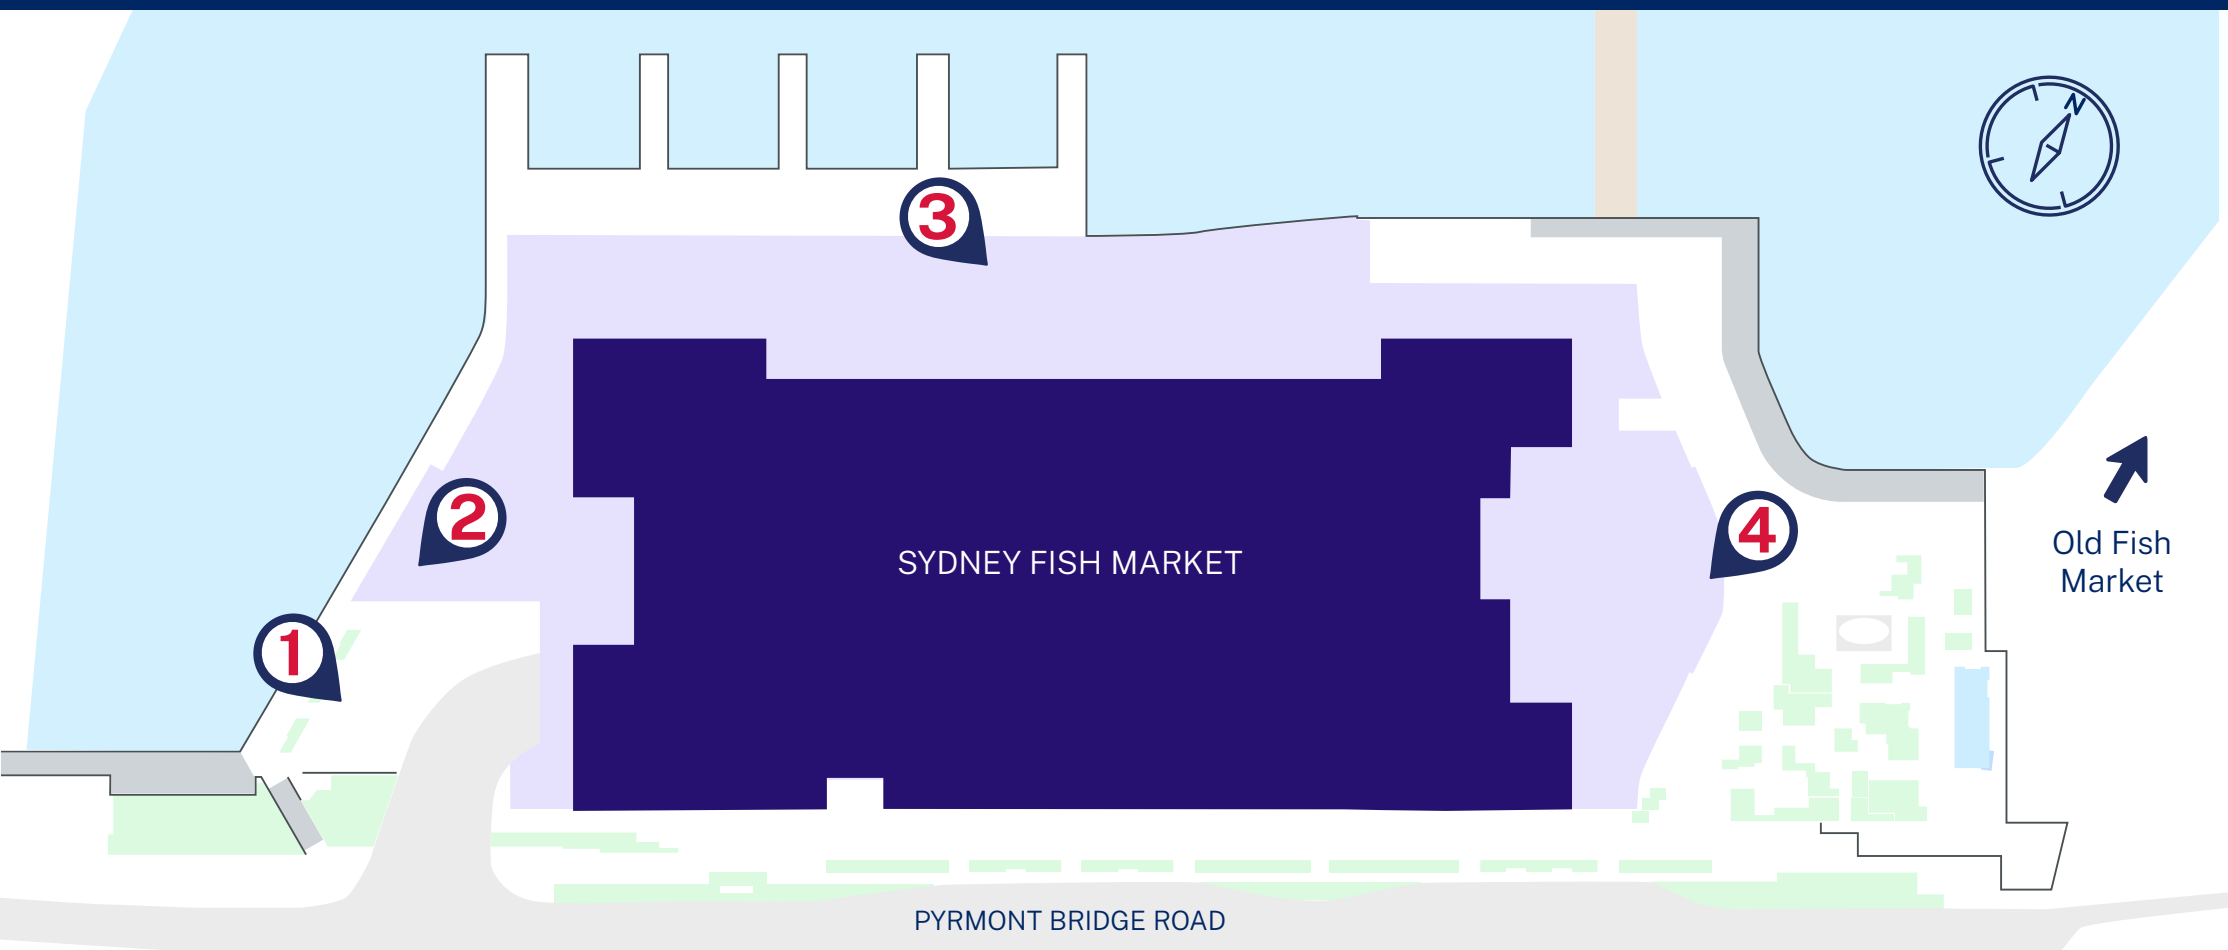 N
3
2
4
SYDNEY FISH MARKET
Old Fish
Market
1
PYRMONT BRIDGE ROAD